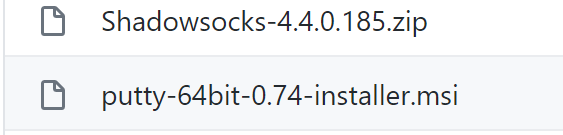 Shadowsocks-4.4.0.185.zip
putty-64bit-0.74-installer.msi